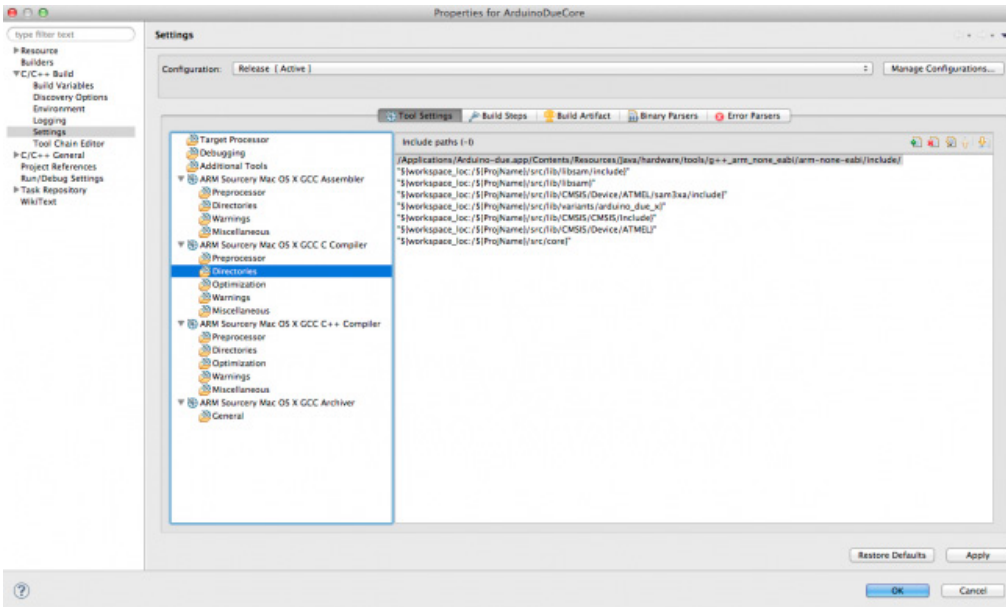 Properties for ArduinoDueCore
type filter text
Resource
Builders
C/C++ Build
Build Variables
Discovery Options
Environment
Logging
Settings
Tool Chain Editor
C/C++ General
Project References
Run/Debug Settings
Task Repository
WikiText
Settings
Configuration: Release [ Active ]
Manage Configurations...
Tool Settings Build Steps Build Artifact Binary Parsers Error Parsers
Target Processor
Debugging
Additional Tools
ARM Sourcery Mac OS X GCC Assembler
Preprocessor
Directories
Warnings
Miscellaneous
ARM Sourcery Mac OS X GCC C Compiler
Preprocessor
Directories
Optimization
Warnings
Miscellaneous
ARM Sourcery Mac OS X GCC C++ Compiler
Preprocessor
Directories
Optimization
Warnings
Miscellaneous
ARM Sourcery Mac OS X GCC Archiver
General
Include paths (-I)
/Applications/Arduino-due.app/Contents/Resources/Java/hardware/tools/g++_arm_none_eabi/arm-none-eabi/include/
"${workspace_loc:/${ProjName}/src/lib/libsam/include}"
"${workspace_loc:/${ProjName}/src/lib/libsam}"
"${workspace_loc:/${ProjName}/src/lib/CMSIS/Device/ATMEL/sam3xa/include}"
"${workspace_loc:/${ProjName}/src/lib/variants/arduino_due_x}"
"${workspace_loc:/${ProjName}/src/lib/CMSIS/CMSIS/Include}"
"${workspace_loc:/${ProjName}/src/lib/CMSIS/Device/ATMEL}"
"${workspace_loc:/${ProjName}/src/core}"
Restore Defaults
Apply
?
OK
Cancel